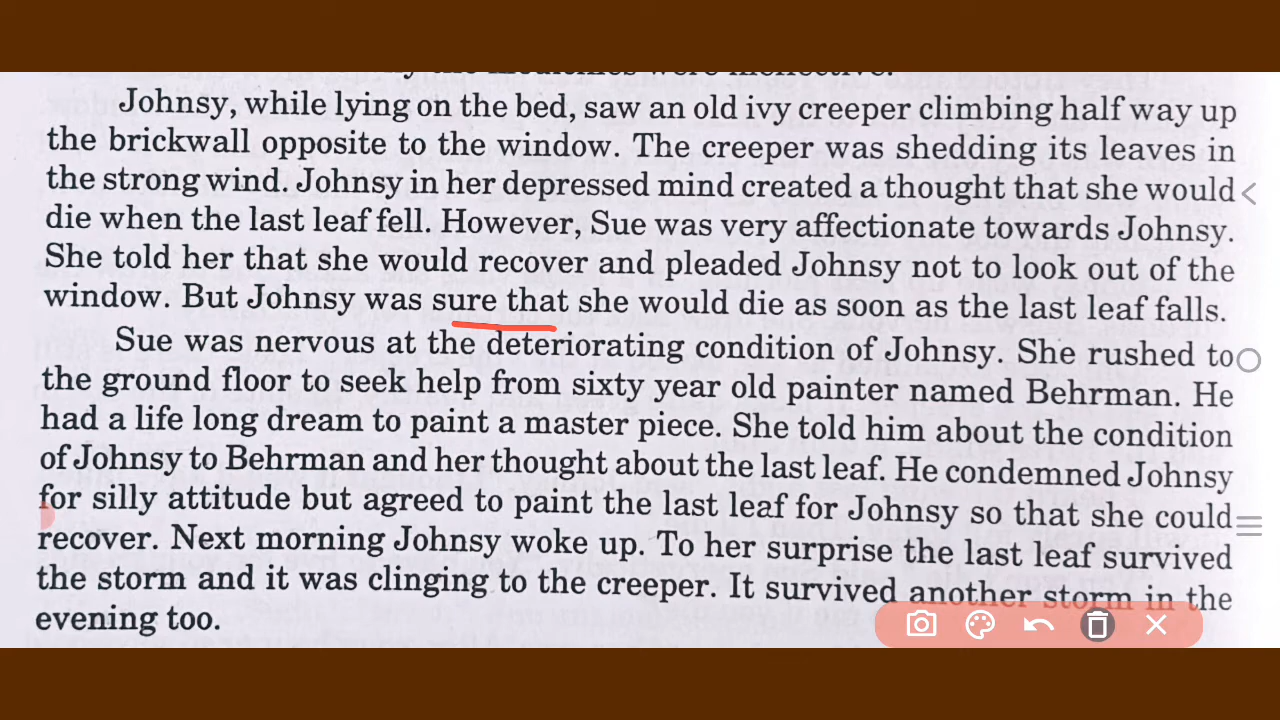 Johnsy, while lying on the bed, saw an old ivy creeper climbing half way up
the brickwall opposite to the window. The creeper was shedding its leaves in
the strong wind. Johnsy in her depressed mind created a thought that she would
die when the last leaf fell. However, Sue was very affectionate towards Johnsy.
She told her that she would recover and pleaded Johnsy not to look out of the
window. But Johnsy was sure that she would die as soon as the last leaf falls.
Sue was nervous at the deteriorating condition of Johnsy. She rushed to
the ground floor to seek help from sixty year old painter named Behrman. He
had a life long dream to paint a master piece. She told him about the condition
of Johnsy to Behrman and her thought about the last leaf. He condemned Johnsy
for silly attitude but agreed to paint the last leaf for Johnsy so that she could
recover. Next morning Johnsy woke up. To her surprise the last leaf survived
the storm and it was clinging to the creeper. It survived another storm in the
evening too.